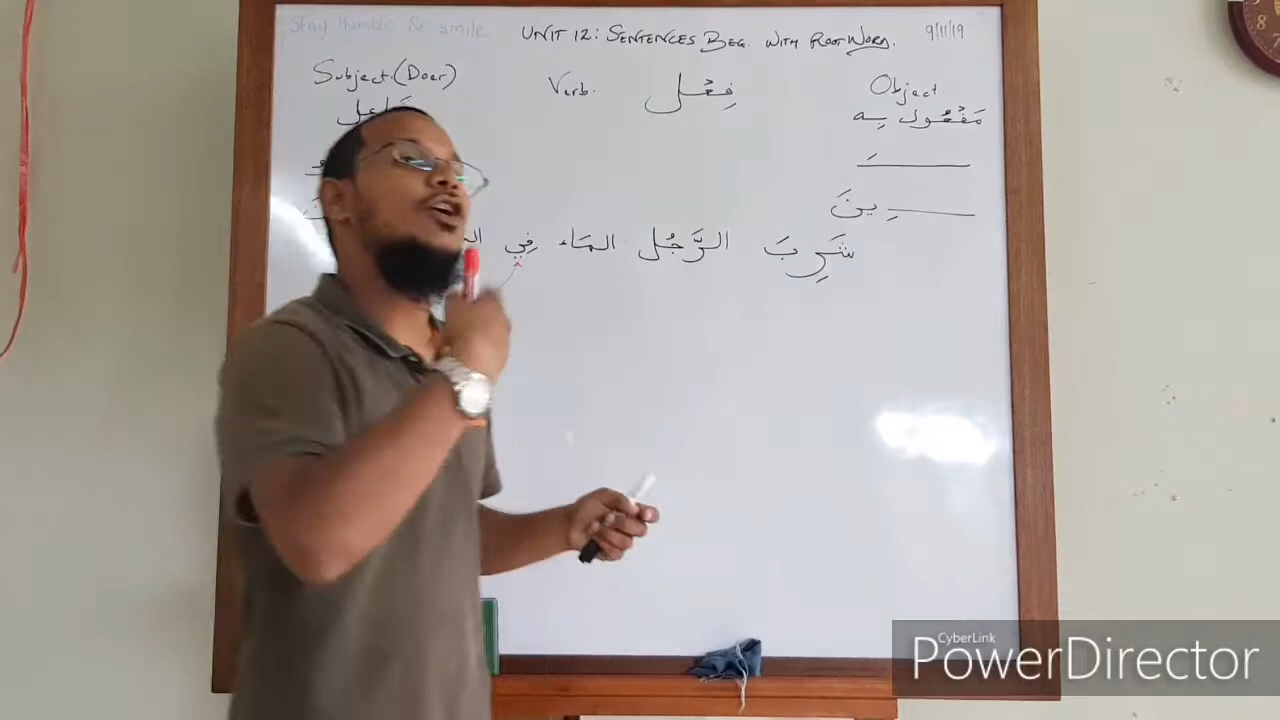 Stay humble & smile
UNIT 12: SENTENCES BEG. WITH ROOT WORD. 9/11/19
Subject.(Doer) Verb. فِعْل Object
فَاعِل مَفْعُول بِه
ـَ
ـِينَ
شَرِبَ الرَّجُل المَاء فِي
CyberLink
PowerDirector